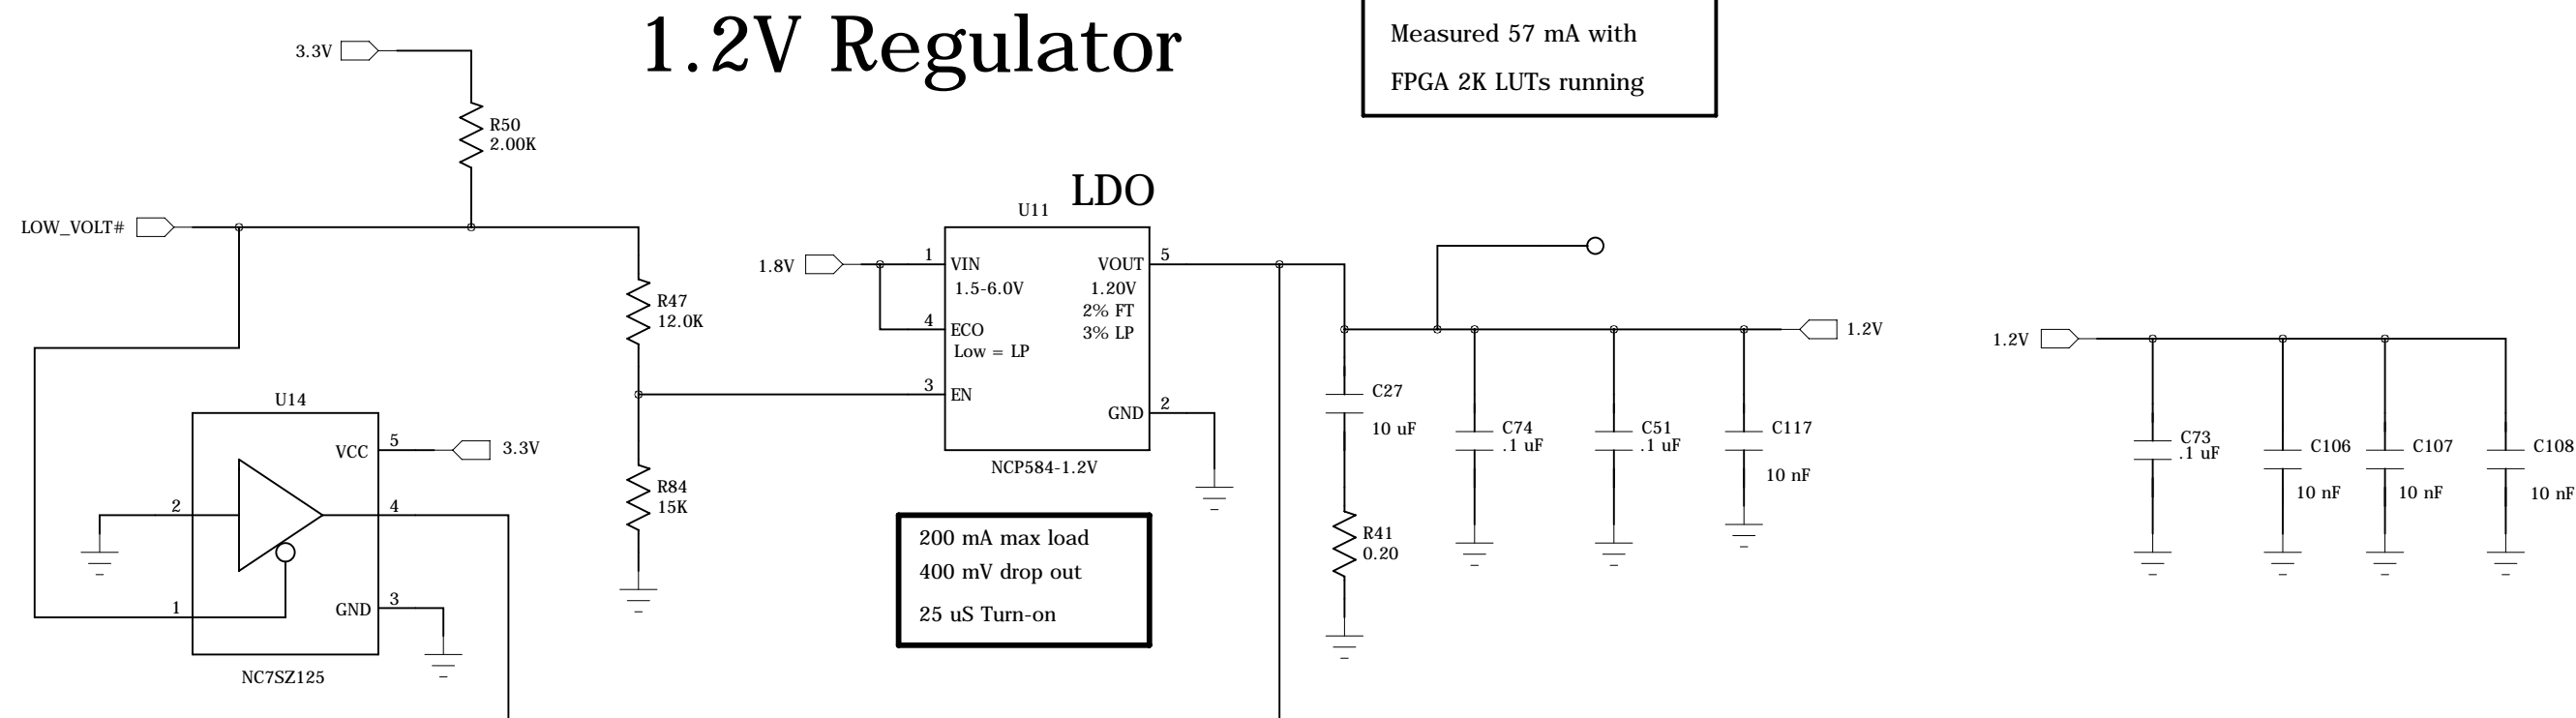 1.2V Regulator
Measured 57 mA with
FPGA 2K LUTs running
3.3V
R50
2.00K
LOW_VOLT#
R47
12.0K
R84
15K
U14
VCC
5
3.3V
2
4
1
GND
3
NC7SZ125
LDO
U11
1.8V
1
VIN
1.5-6.0V
4
ECO
Low = LP
3
EN
VOUT
5
1.20V
2% FT
3% LP
GND
2
NCP584-1.2V
200 mA max load
400 mV drop out
25 uS Turn-on
1.2V
C27
10 uF
R41
0.20
C74
.1 uF
C51
.1 uF
C117
10 nF
1.2V
C73
.1 uF
C106
10 nF
C107
10 nF
C108
10 nF